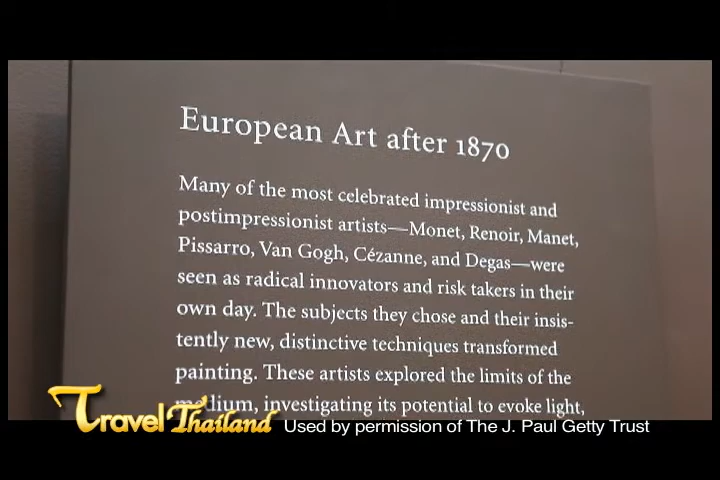 European Art after 1870
Many of the most celebrated impressionist and
postimpressionist artists—Monet, Renoir, Manet,
Pissarro, Van Gogh, Cézanne, and Degas—were
seen as radical innovators and risk takers in their
own day. The subjects they chose and their insis-
tently new, distinctive techniques transformed
painting. These artists explored the limits of the
medium, investigating its potential to evoke light,
Travel Thailand
Used by permission of The J. Paul Getty Trust